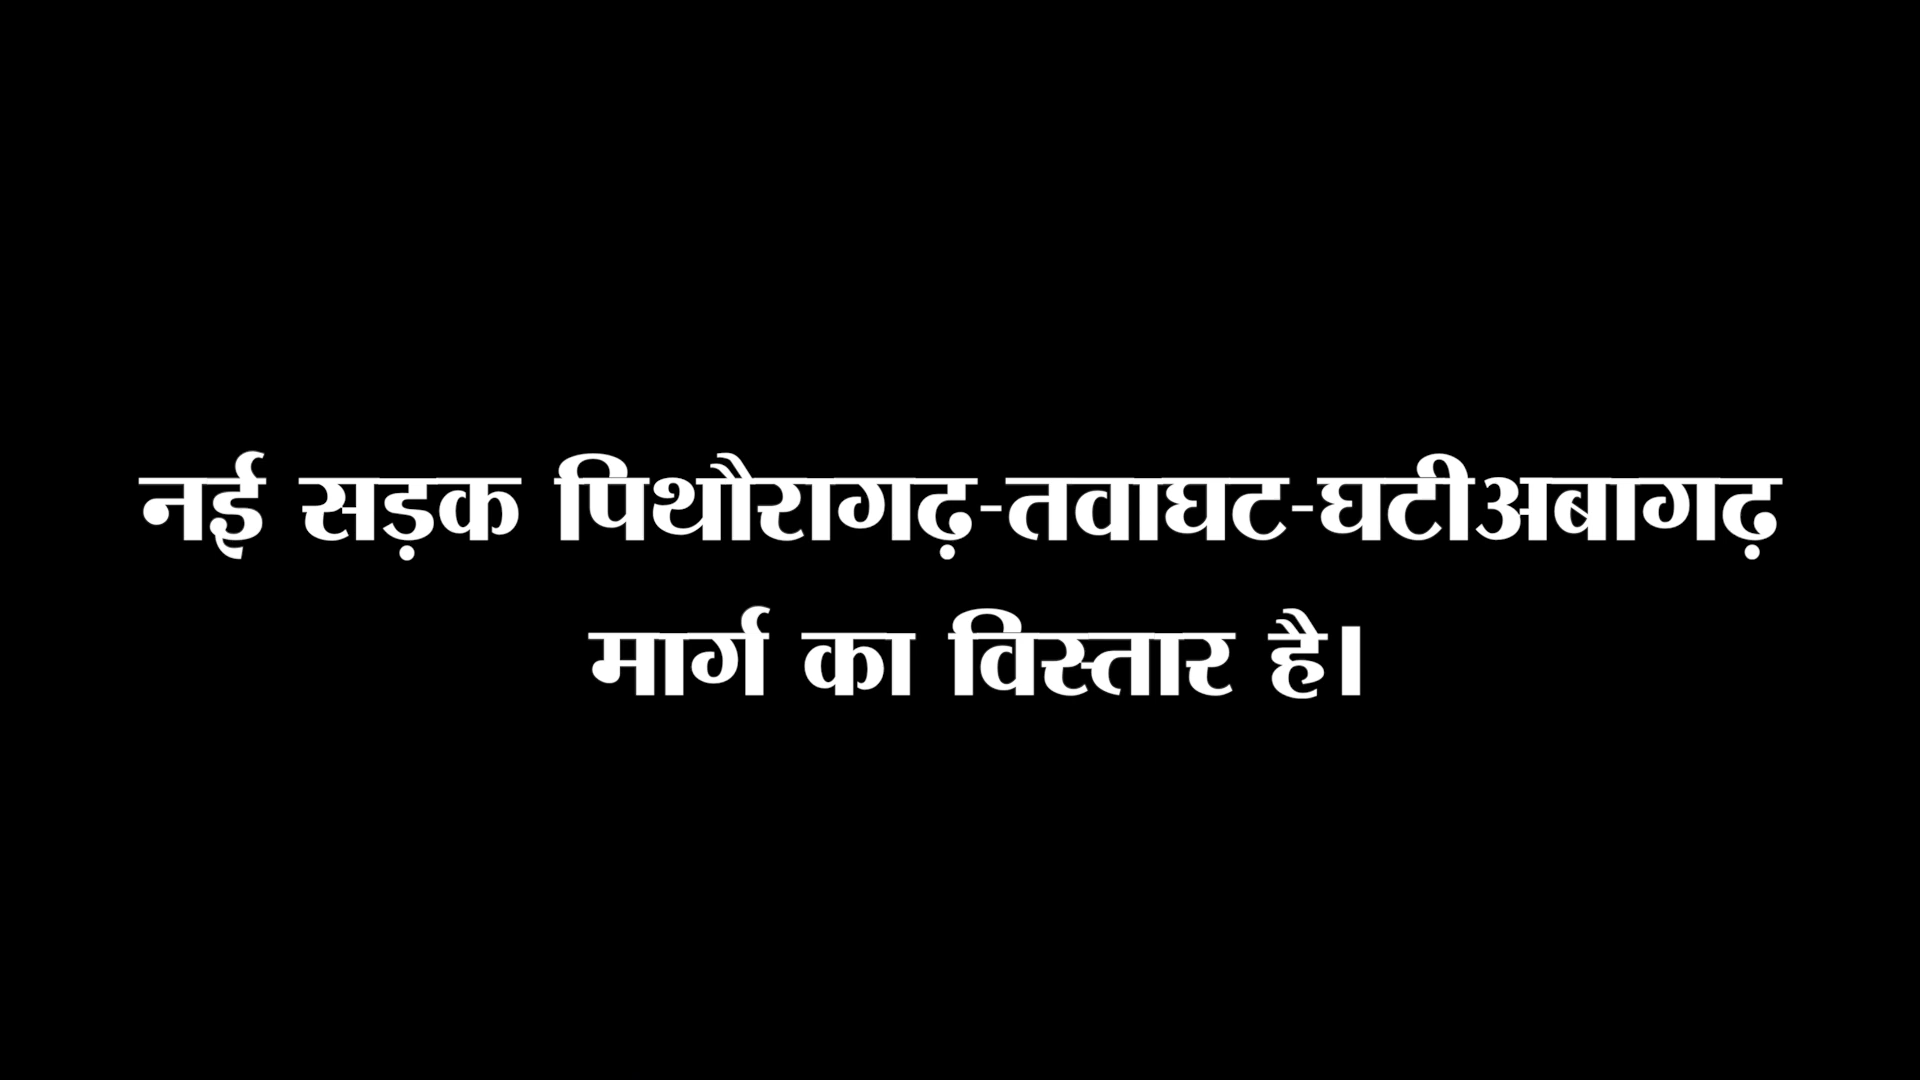 नई सड़क पिथौरागढ़-तवाघट-घटीअबागढ़
मार्ग का विस्तार है।